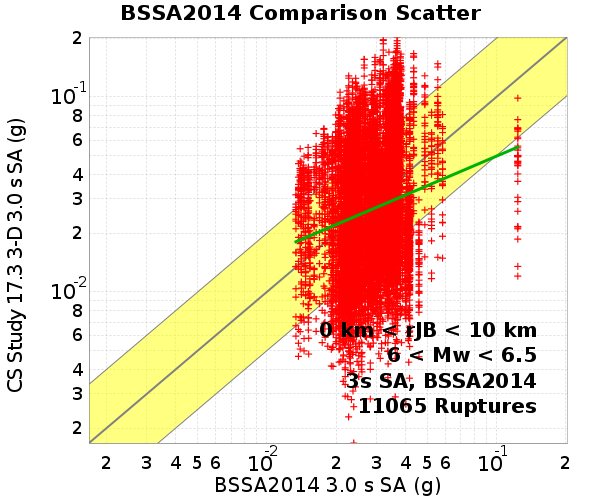 BSSA2014 Comparison Scatter
CS Study 17.3 3-D 3.0 s SA (g)
2
10-1
8
6
4
3
2
10-2
8
6
4
3
2
0 km < rJB < 10 km
6 < Mw < 6.5
3s SA, BSSA2014
11065 Ruptures
2 3 4 5 6 10-2 2 3 4 5 6 10-1 2
BSSA2014 3.0 s SA (g)